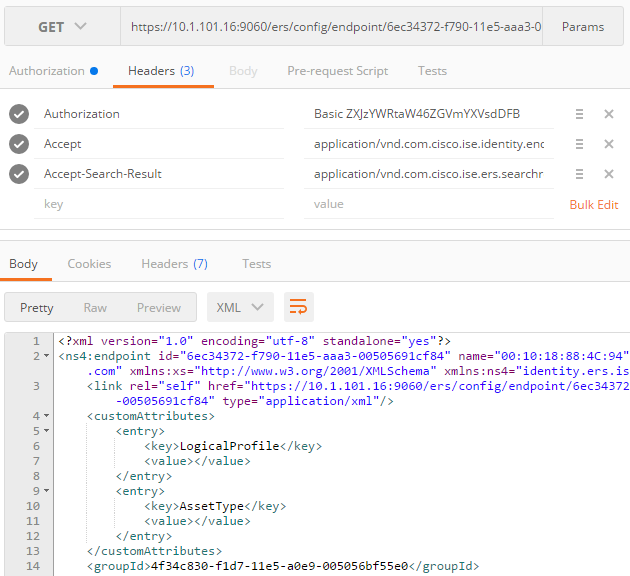 GET https://10.1.101.16:9060/ers/config/endpoint/6ec34372-f790-11e5-aaa3-0 Params
Authorization Headers (3) Body Pre-request Script Tests
Authorization Basic ZXJzYWRtaW46ZGVmYXVsdDFB
Accept application/vnd.com.cisco.ise.identity.enc
Accept-Search-Result application/vnd.com.cisco.ise.ers.searchr
key value Bulk Edit
Body Cookies Headers (7) Tests
Pretty Raw Preview XML
1 <?xml version="1.0" encoding="utf-8" standalone="yes"?>
2 <ns4:endpoint id="6ec34372-f790-11e5-aaa3-00505691cf84" name="00:10:18:88:4C:94"
.com" xmlns:xs="http://www.w3.org/2001/XMLSchema" xmlns:ns4="identity.ers.is
3 <link rel="self" href="https://10.1.101.16:9060/ers/config/endpoint/6ec34372
-00505691cf84" type="application/xml"/>
4 <customAttributes>
5 <entry>
6 <key>LogicalProfile</key>
7 <value></value>
8 </entry>
9 <entry>
10 <key>AssetType</key>
11 <value></value>
12 </entry>
13 </customAttributes>
14 <groupId>4f34c830-f1d7-11e5-a0e9-005056bf55e0</groupId>